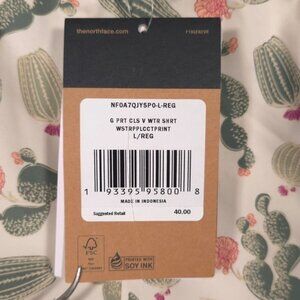 thenorthface.com
NF0A7QJYSP0-L-REG
G PRT CLS V WTR SHRT
WSTRPPLCCTPRINT
L/REG
1 93395 95800 8
MADE IN INDONESIA
Suggested Retail 40.00
FSC
PRINTED WITH
SOY INK